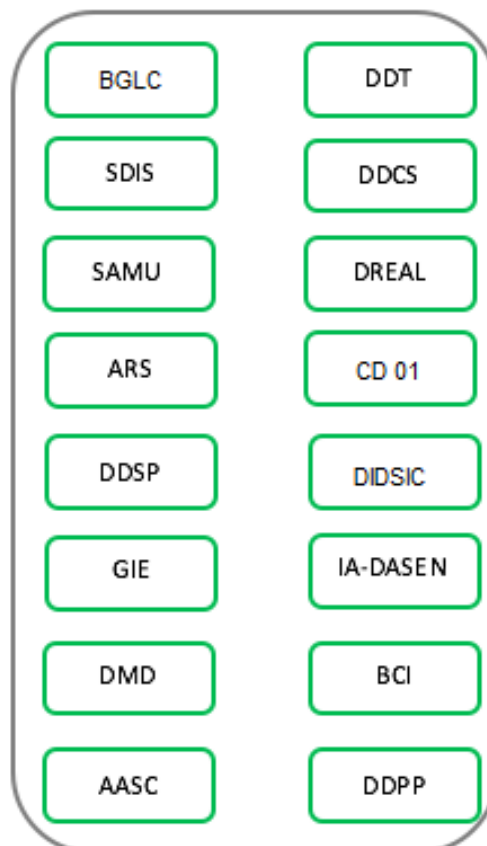 BGLC
DDT
SDIS
DDCS
SAMU
DREAL
ARS
CD 01
DDSP
DIDSIC
GIE
IA-DASEN
DMD
BCI
AASC
DDPP